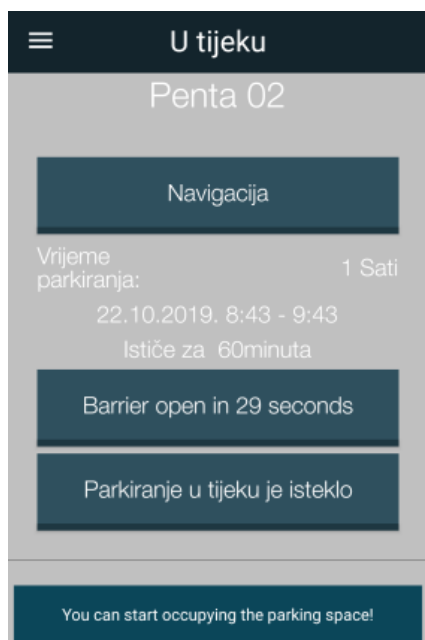 U tijeku
Penta 02
Navigacija
Vrijeme
parkiranja:
1 Sati
22.10.2019. 8:43 - 9:43
Ističe za 60minuta
Barrier open in 29 seconds
Parkiranje u tijeku je isteklo
You can start occupying the parking space!